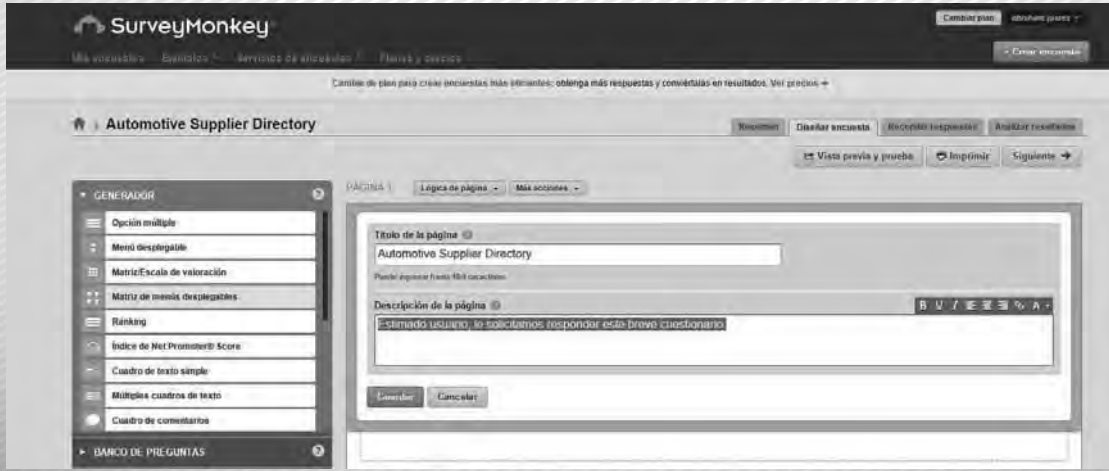 SurveyMonkey
Cambiar plan abraham juarez
Mis encuestas Ejemplos Servicios de encuestas Planes y precios
+ Crear encuesta
Cambie de plan para crear encuestas más eficientes: obtenga más respuestas y conviértalas en resultados. Ver precios →
Automotive Supplier Directory
Resumen Diseñar encuesta Recopilar respuestas Analizar resultados
Vista previa y prueba Imprimir Siguiente →
GENERADOR
PÁGINA 1 Lógica de página Más acciones
Opción múltiple
Menú desplegable
Matriz/Escala de valoración
Matriz de menús desplegables
Ranking
Índice de Net Promoter® Score
Cuadro de texto simple
Múltiples cuadros de texto
Cuadro de comentarios
BANCO DE PREGUNTAS
Título de la página
Automotive Supplier Directory
Puede ingresar hasta caracteres
Descripción de la página
B U I A
Estimado usuario, le solicitamos responder este breve cuestionario
Guardar Cancelar